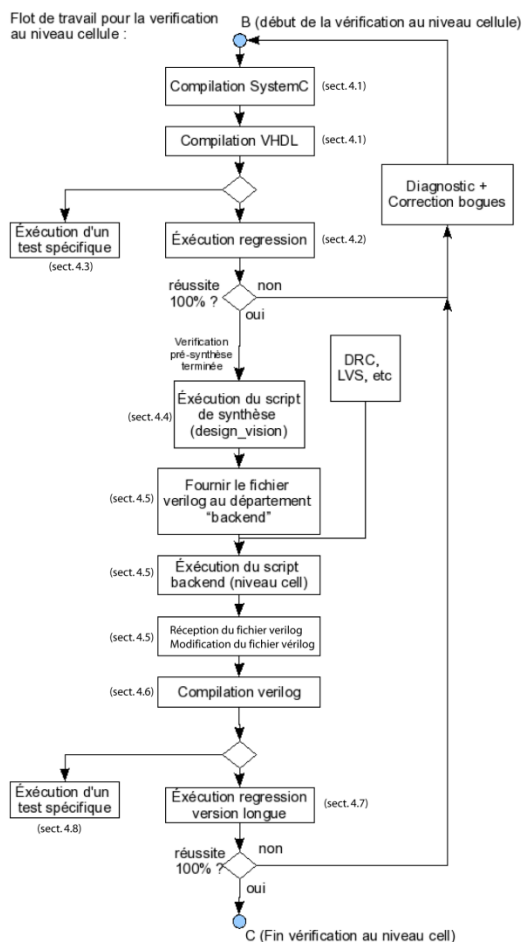 Flot de travail pour la verification
au niveau cellule :
B (début de la vérification au niveau cellule)
Compilation SystemC
(sect. 4.1)
Compilation VHDL
(sect. 4.1)
Diagnostic +
Correction bogues
Éxécution d'un
test spécifique
(sect. 4.3)
Éxécution regression
(sect. 4.2)
réussite
100% ?
non
oui
Verification
pré-synthèse
terminée
DRC,
LVS, etc
(sect. 4.4)
Éxécution du script
de synthèse
(design_vision)
(sect. 4.5)
Fournir le fichier
verilog au département
"backend"
(sect. 4.5)
Éxécution du script
backend (niveau cell)
(sect. 4.5)
Réception du fichier verilog
Modification du fichier vérilog
(sect. 4.6)
Compilation verilog
Éxécution d'un
test spécifique
(sect. 4.8)
Éxécution regression
version longue
(sect. 4.7)
réussite
100% ?
non
oui
C (Fin vérification au niveau cell)